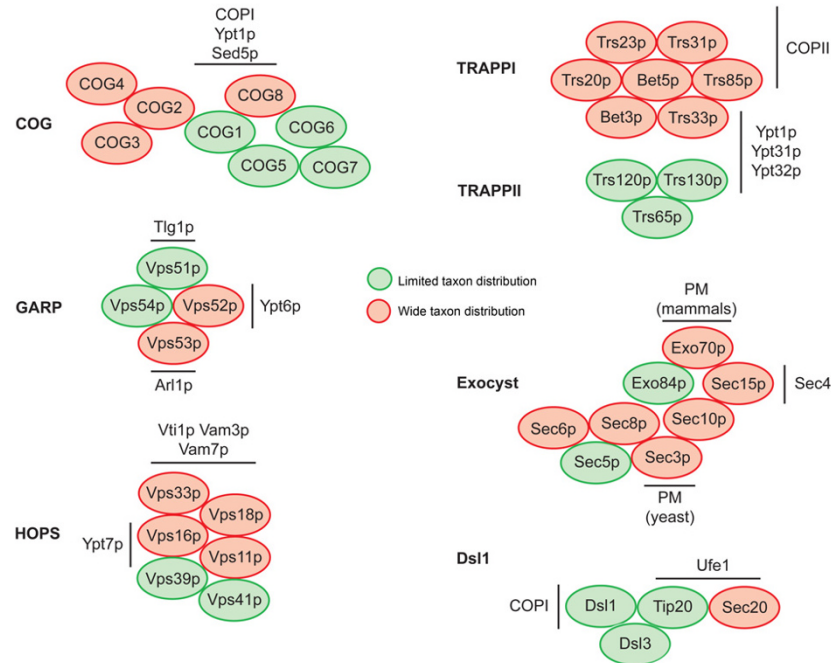 COPI
Ypt1p
Sed5p
COG
COG4
COG2
COG3
COG8
COG1
COG6
COG5
COG7
TRAPPI
Trs23p
Trs31p
Trs20p
Bet5p
Trs85p
Bet3p
Trs33p
COPII
TRAPPII
Trs120p
Trs130p
Trs65p
Ypt1p
Ypt31p
Ypt32p
GARP
Tlg1p
Vps51p
Vps54p
Vps52p
Vps53p
Ypt6p
Arl1p
Limited taxon distribution
Wide taxon distribution
Exocyst
PM
(mammals)
Exo70p
Exo84p
Sec15p
Sec4
Sec6p
Sec8p
Sec10p
Sec5p
Sec3p
PM
(yeast)
HOPS
Vti1p Vam3p
Vam7p
Vps33p
Vps18p
Ypt7p
Vps16p
Vps11p
Vps39p
Vps41p
Dsl1
Ufe1
COPI
Dsl1
Tip20
Sec20
Dsl3